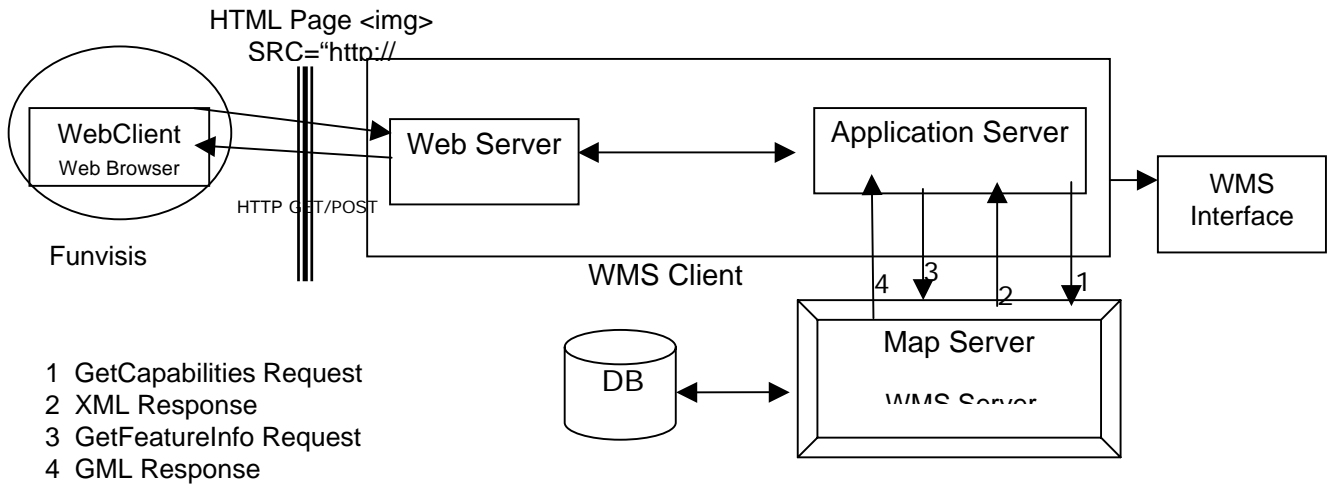 HTML Page <img>
SRC=“http://
WebClient
Web Browser
HTTP GET/POST
Funvisis
Web Server
Application Server
WMS
Interface
WMS Client
4
3
2
1
DB
Map Server
WMS Server
1 GetCapabilities Request
2 XML Response
3 GetFeatureInfo Request
4 GML Response